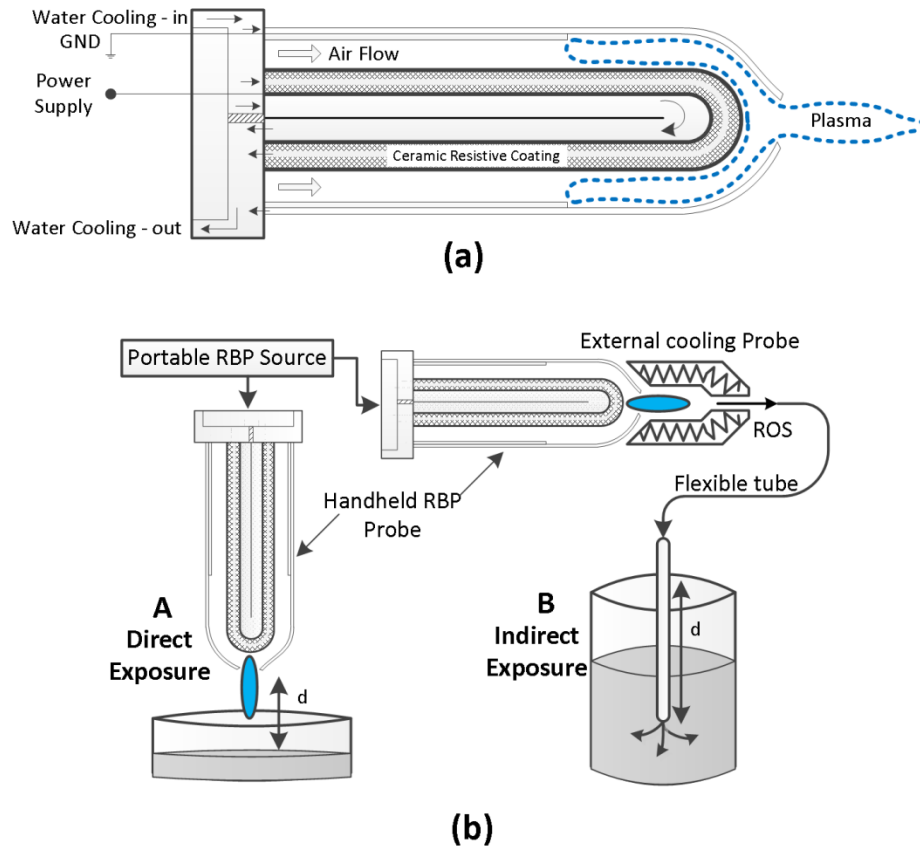 Water Cooling - in
GND
Air Flow
Power
Supply
Plasma
Ceramic Resistive Coating
Water Cooling - out
(a)
Portable RBP Source
External cooling Probe
ROS
Flexible tube
Handheld RBP
Probe
A
Direct
Exposure
d
B
Indirect
Exposure
d
(b)